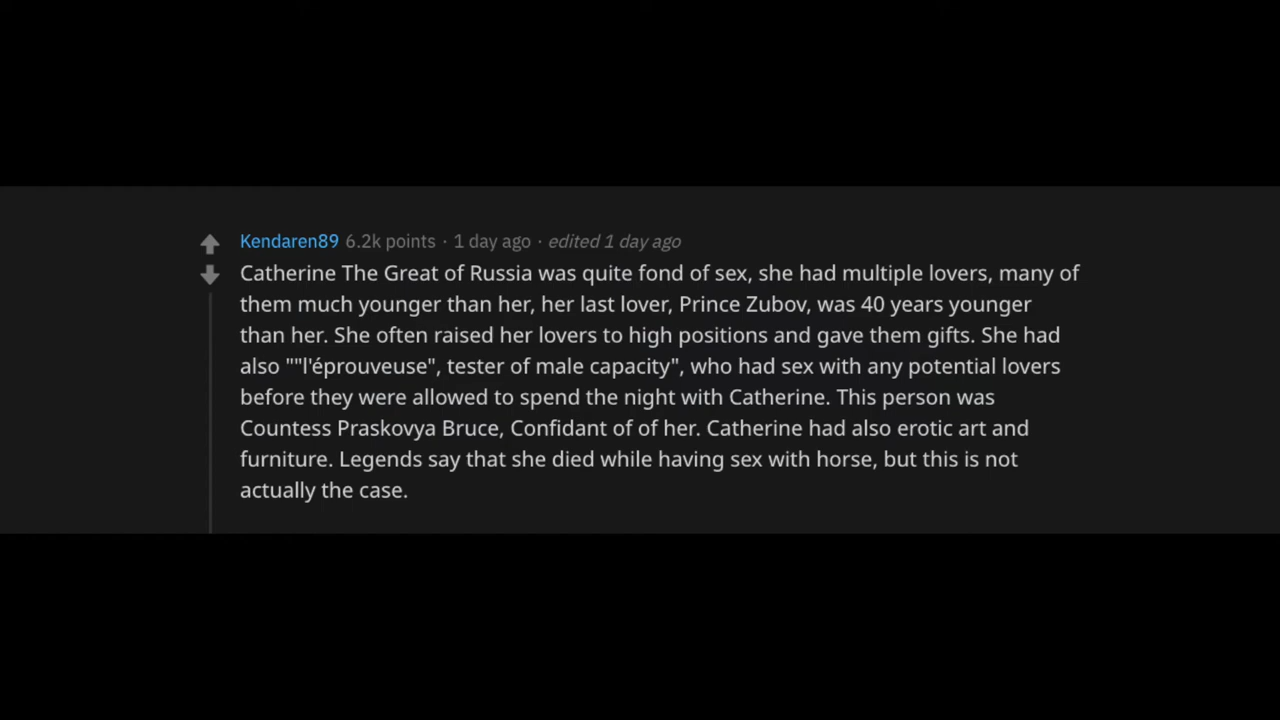 Kendaren89 6.2k points · 1 day ago · edited 1 day ago
Catherine The Great of Russia was quite fond of sex, she had multiple lovers, many of
them much younger than her, her last lover, Prince Zubov, was 40 years younger
than her. She often raised her lovers to high positions and gave them gifts. She had
also ""l'éprouveuse", tester of male capacity", who had sex with any potential lovers
before they were allowed to spend the night with Catherine. This person was
Countess Praskovya Bruce, Confidant of of her. Catherine had also erotic art and
furniture. Legends say that she died while having sex with horse, but this is not
actually the case.